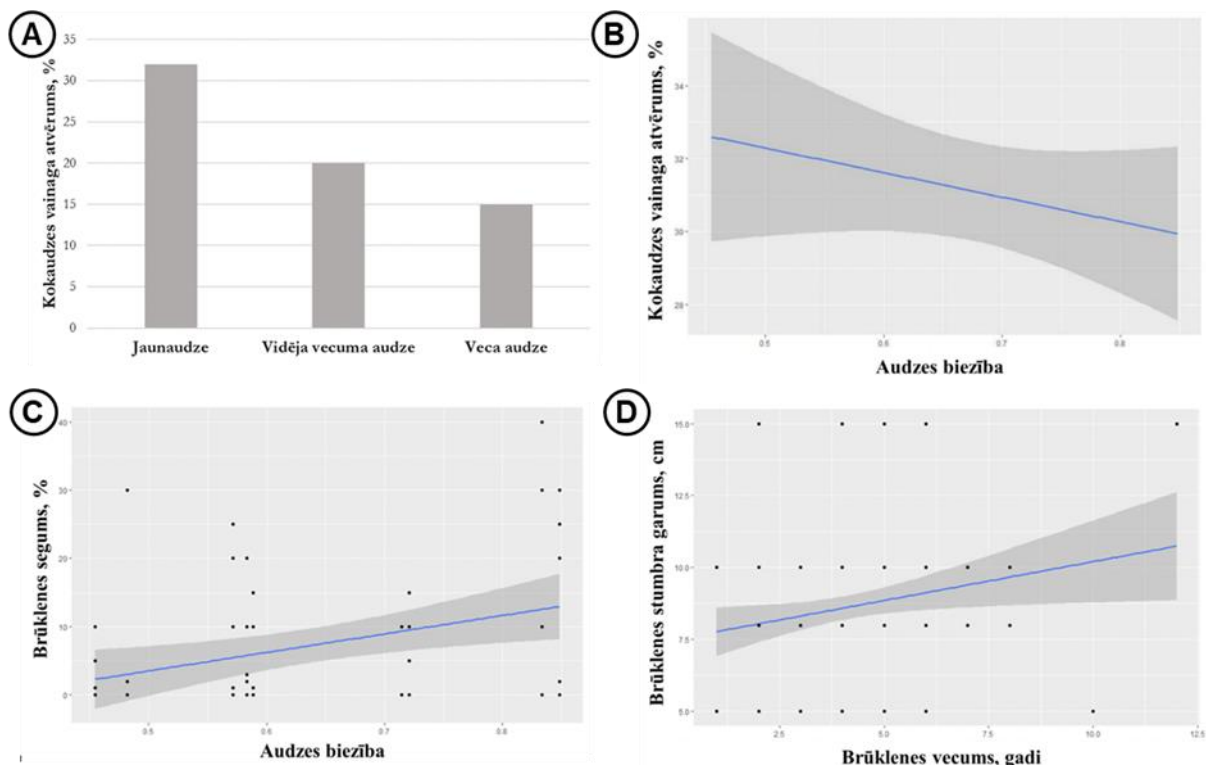 A
Kokaudzes vainaga atvērums, %
35
30
25
20
15
10
5
0
Jaunaudze Vidēja vecuma audze Veca audze
B
Kokaudzes vainaga atvērums, %
34
32
30
28
0.5 0.6 0.7 0.8
Audzes biezība
C
Brūklenes segums, %
40
30
20
10
0
0.5 0.6 0.7 0.8
Audzes biezība
D
Brūklenes stumbra garums, cm
15.0
12.5
10.0
7.5
5.0
2.5 5.0 7.5 10.0 12.5
Brūklenes vecums, gadi